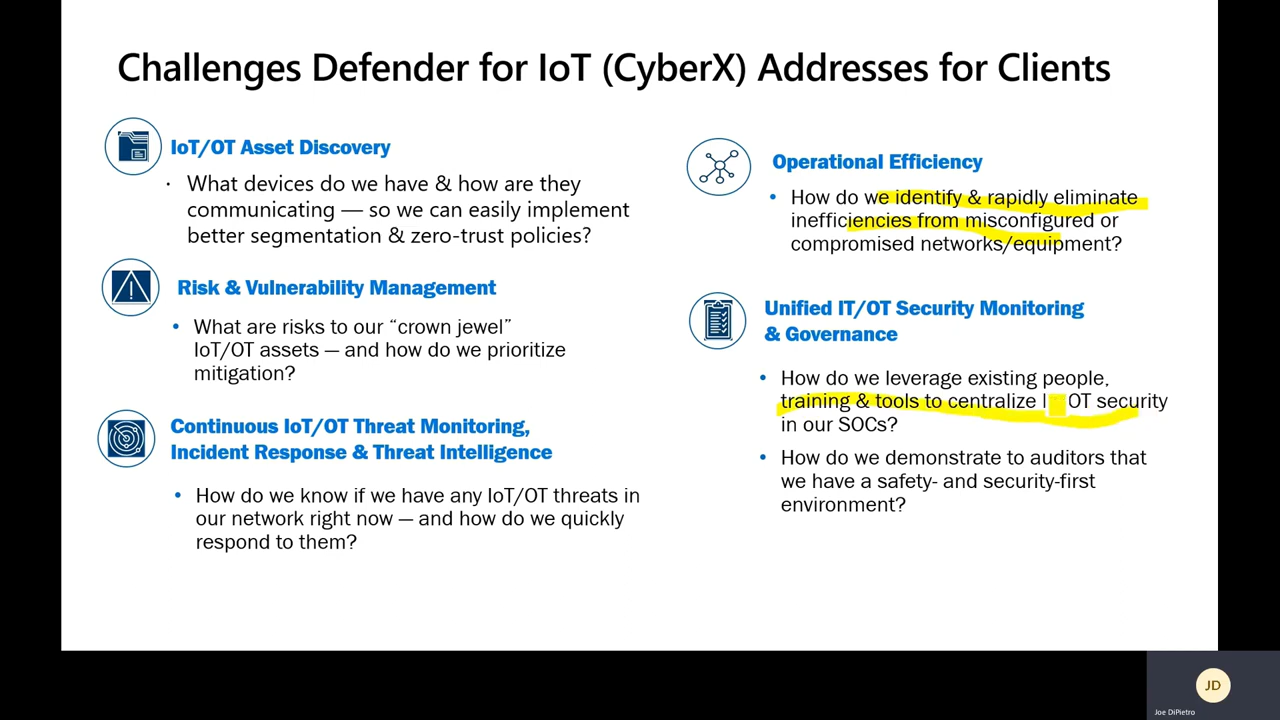 Challenges Defender for IoT (CyberX) Addresses for Clients
IoT/OT Asset Discovery
· What devices do we have & how are they
communicating — so we can easily implement
better segmentation & zero-trust policies?
Risk & Vulnerability Management
• What are risks to our “crown jewel”
IoT/OT assets — and how do we prioritize
mitigation?
Continuous IoT/OT Threat Monitoring,
Incident Response & Threat Intelligence
• How do we know if we have any IoT/OT threats in
our network right now — and how do we quickly
respond to them?
Operational Efficiency
• How do we identify & rapidly eliminate
inefficiencies from misconfigured or
compromised networks/equipment?
Unified IT/OT Security Monitoring
& Governance
• How do we leverage existing people,
training & tools to centralize OT security
in our SOCs?
• How do we demonstrate to auditors that
we have a safety- and security-first
environment?
JD
Joe DiPietro